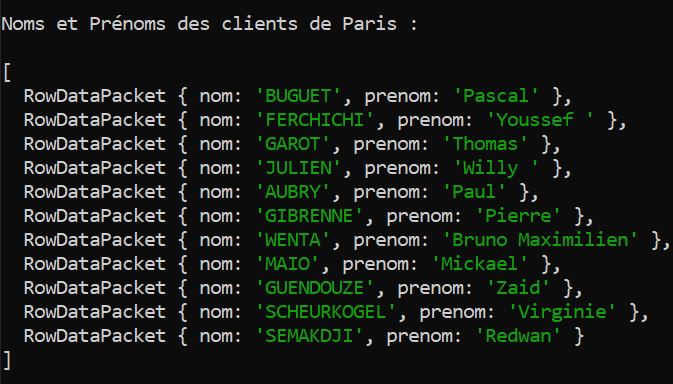 Noms et Prénoms des clients de Paris :
[
RowDataPacket { nom: 'BUGUET', prenom: 'Pascal' },
RowDataPacket { nom: 'FERCHICHI', prenom: 'Youssef ' },
RowDataPacket { nom: 'GAROT', prenom: 'Thomas' },
RowDataPacket { nom: 'JULIEN', prenom: 'Willy ' },
RowDataPacket { nom: 'AUBRY', prenom: 'Paul' },
RowDataPacket { nom: 'GIBRENNE', prenom: 'Pierre' },
RowDataPacket { nom: 'WENTA', prenom: 'Bruno Maximilien' },
RowDataPacket { nom: 'MAIO', prenom: 'Mickael' },
RowDataPacket { nom: 'GUENDOUZE', prenom: 'Zaid' },
RowDataPacket { nom: 'SCHEURKOGEL', prenom: 'Virginie' },
RowDataPacket { nom: 'SEMAKDJI', prenom: 'Redwan' }
]